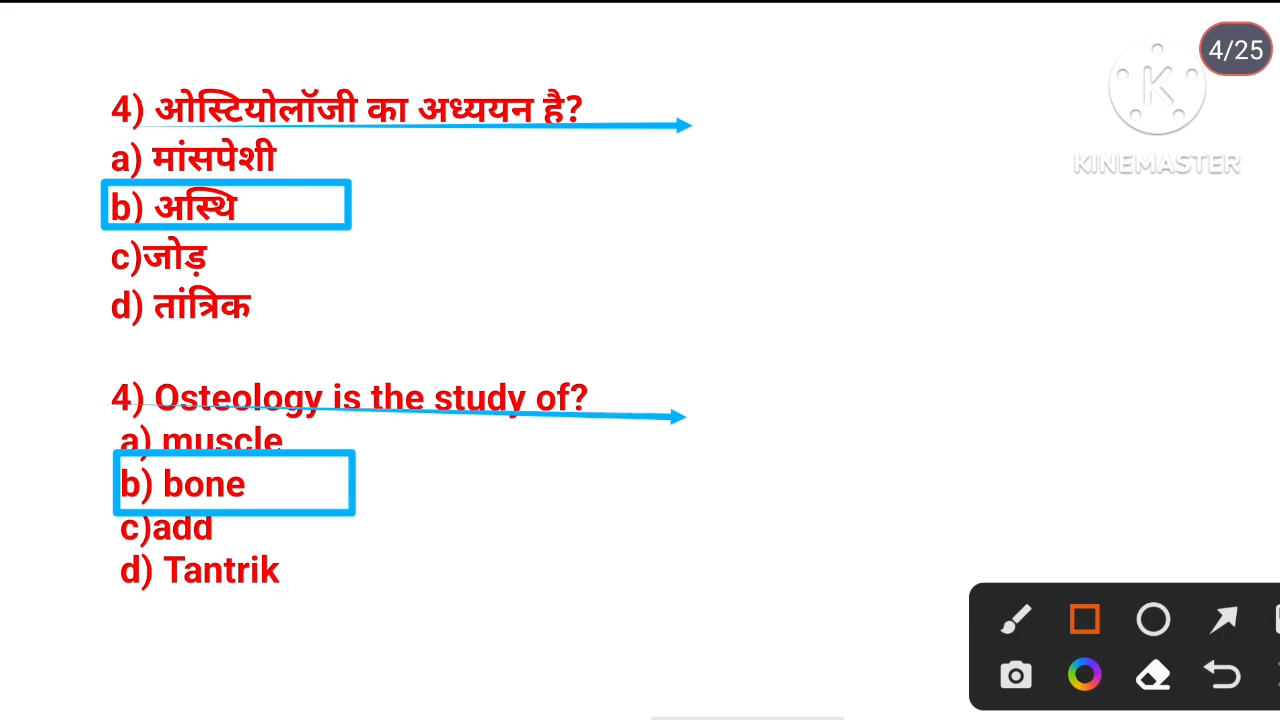 4/25
KINEMASTER
4) ओस्टियोलॉजी का अध्ययन है?
a) मांसपेशी
b) अस्थि
c)जोड़
d) तांत्रिक
4) Osteology is the study of?
a) muscle
b) bone
c)add
d) Tantrik